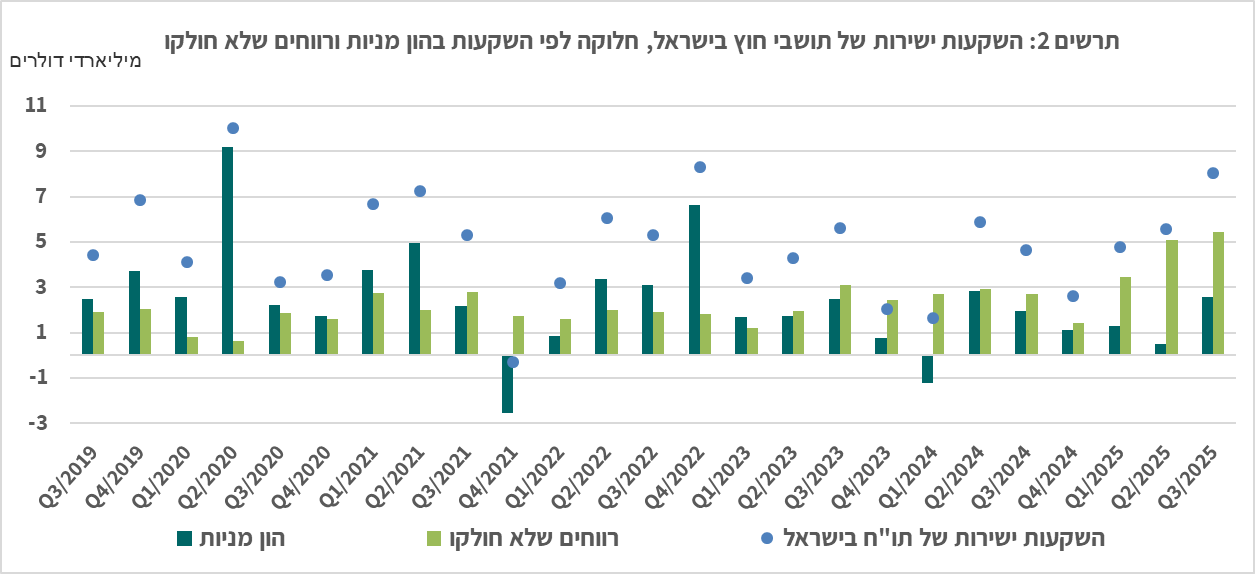 תרשים 2: השקעות ישירות של תושבי חוץ בישראל, חלוקה לפי השקעות בהון מניות ורווחים שלא חולקו
מיליארדי דולרים
11
9
7
5
3
1
-1
-3
Q3/2019
Q4/2019
Q1/2020
Q2/2020
Q3/2020
Q4/2020
Q1/2021
Q2/2021
Q3/2021
Q4/2021
Q1/2022
Q2/2022
Q3/2022
Q4/2022
Q1/2023
Q2/2023
Q3/2023
Q4/2023
Q1/2024
Q2/2024
Q3/2024
Q4/2024
Q1/2025
Q2/2025
Q3/2025
השקעות ישירות של תו"ח בישראל
רווחים שלא חולקו
הון מניות